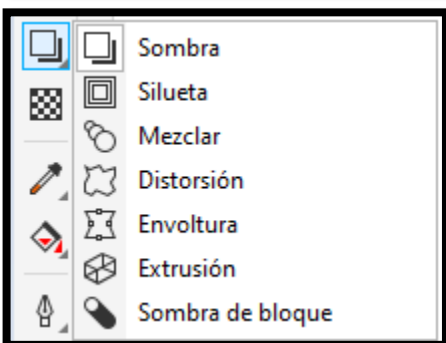 Sombra
Silueta
Mezclar
Distorsión
Envoltura
Extrusión
Sombra de bloque